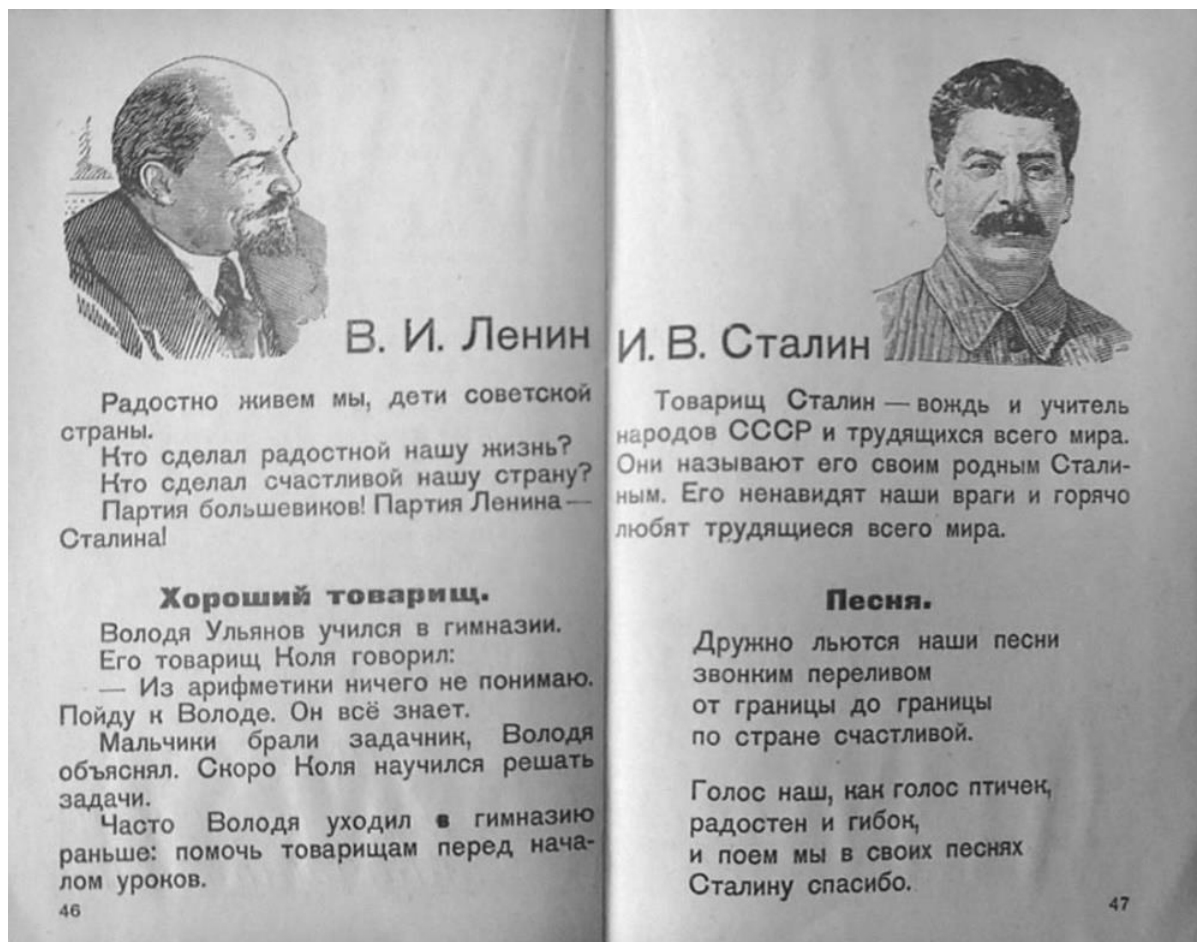 В. И. Ленин
Радостно живем мы, дети советской
страны.
Кто сделал радостной нашу жизнь?
Кто сделал счастливой нашу страну?
Партия большевиков! Партия Ленина —
Сталина!
Хороший товарищ.
Володя Ульянов учился в гимназии.
Его товарищ Коля говорил:
— Из арифметики ничего не понимаю.
Пойду к Володе. Он всё знает.
Мальчики брали задачник, Володя
объяснял. Скоро Коля научился решать
задачи.
Часто Володя уходил в гимназию
раньше: помочь товарищам перед нача-
лом уроков.
46
И. В. Сталин
Товарищ Сталин — вождь и учитель
народов СССР и трудящихся всего мира.
Они называют его своим родным Стали-
ным. Его ненавидят наши враги и горячо
любят трудящиеся всего мира.
Песня.
Дружно льются наши песни
звонким переливом
от границы до границы
по стране счастливой.
Голос наш, как голос птичек,
радостен и гибок,
и поем мы в своих песнях
Сталину спасибо.
47